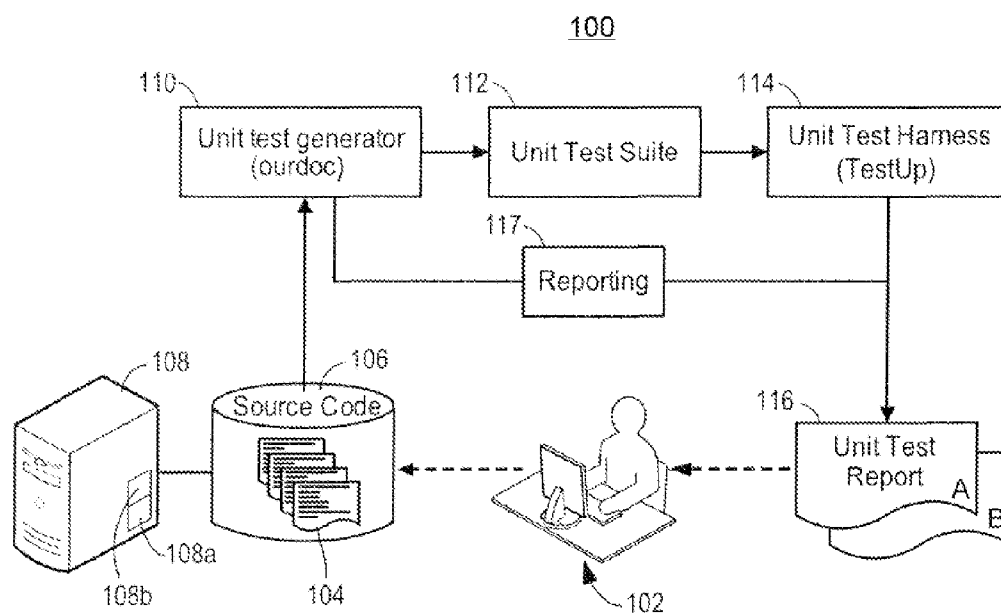 100
110
112
114
Unit test generator
(ourdoc)
Unit Test Suite
Unit Test Harness
(TestUp)
117
Reporting
108
106
Source Code
116
Unit Test
Report
A
B
108a
108b
104
102